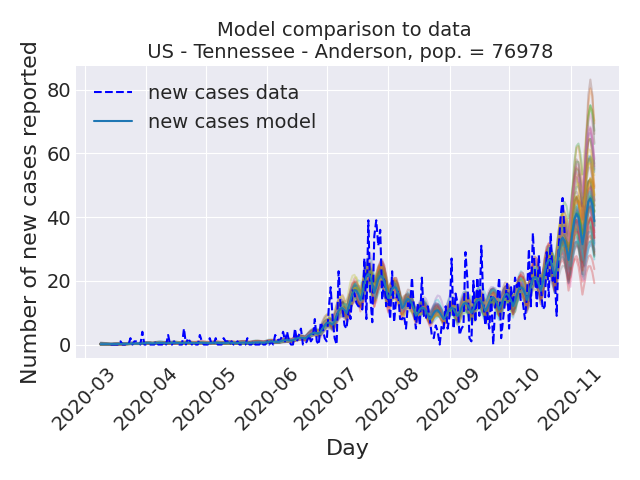 Model comparison to data
US - Tennessee - Anderson, pop. = 76978
Number of new cases reported
80
60
40
20
0
new cases data
new cases model
2020-03
2020-04
2020-05
2020-06
2020-07
2020-08
2020-09
2020-10
2020-11
Day